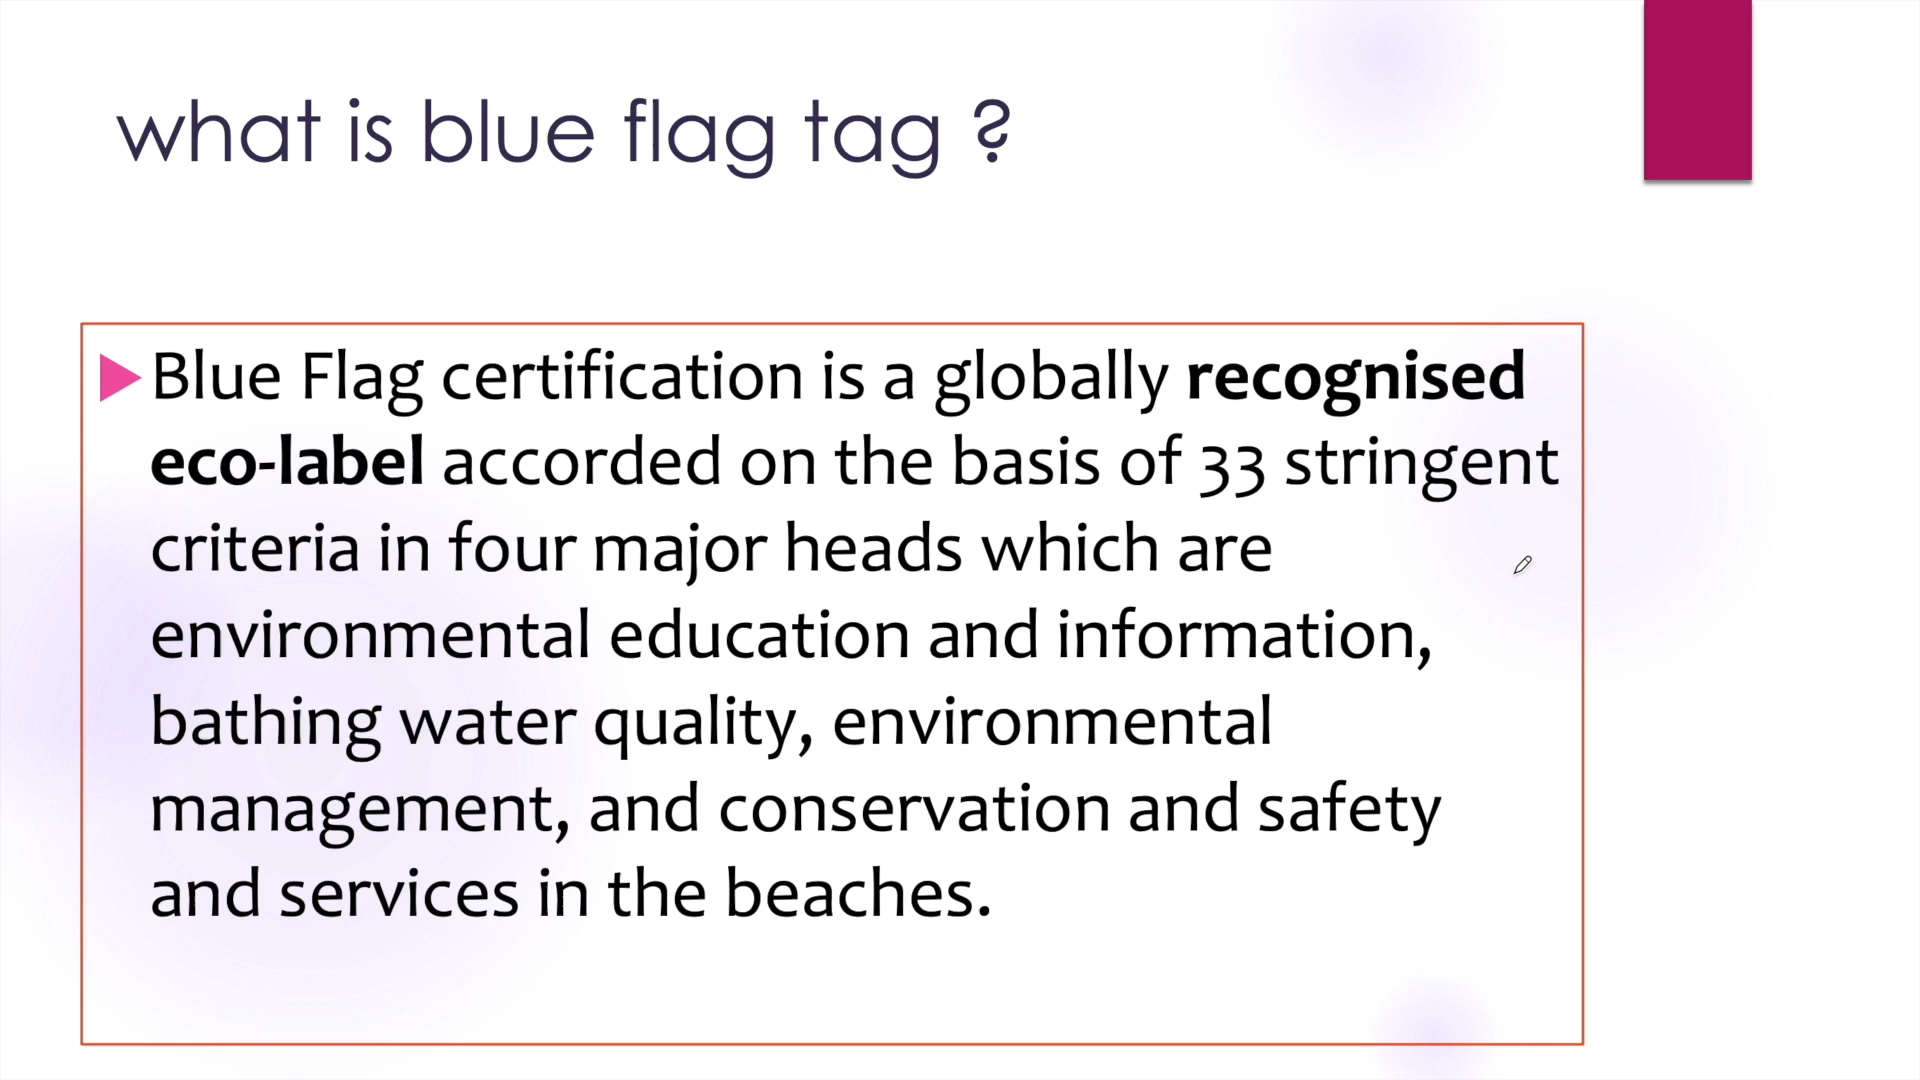 what is blue flag tag ?
Blue Flag certification is a globally recognised
eco-label accorded on the basis of 33 stringent
criteria in four major heads which are
environmental education and information,
bathing water quality, environmental
management, and conservation and safety
and services in the beaches.